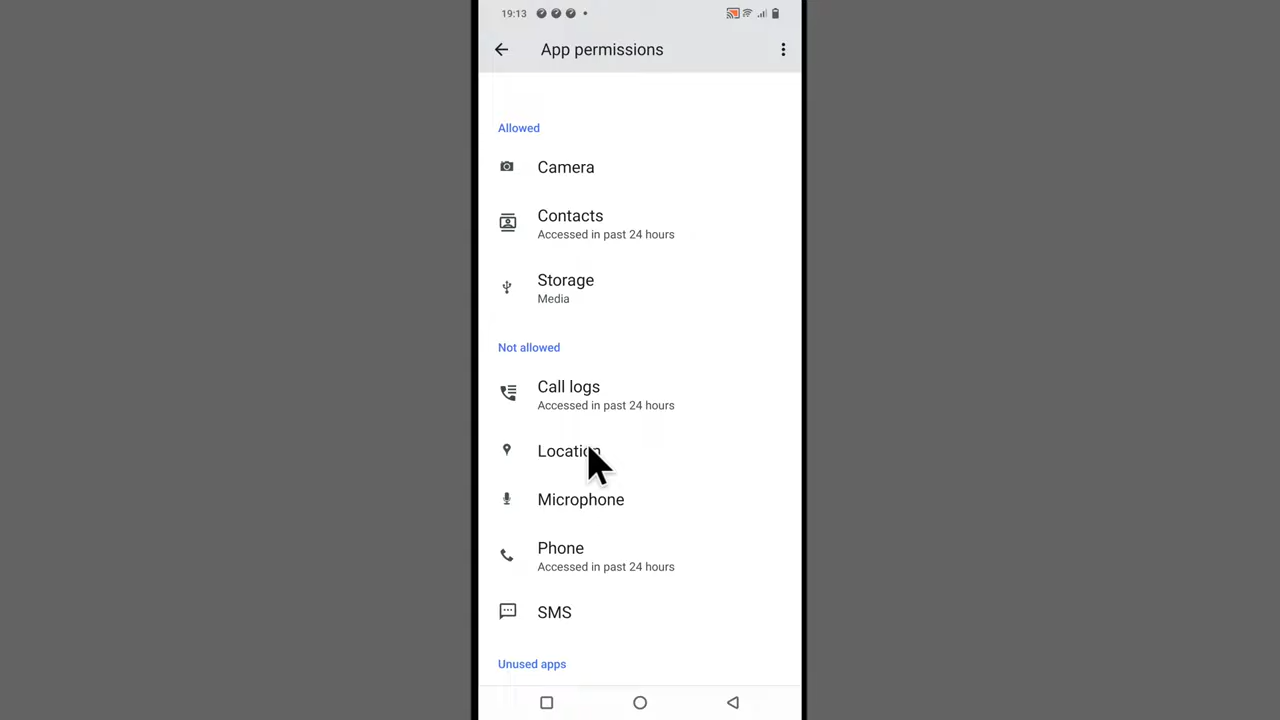 19:13
App permissions
Allowed
Camera
Contacts
Accessed in past 24 hours
Storage
Media
Not allowed
Call logs
Accessed in past 24 hours
Location
Microphone
Phone
Accessed in past 24 hours
SMS
Unused apps